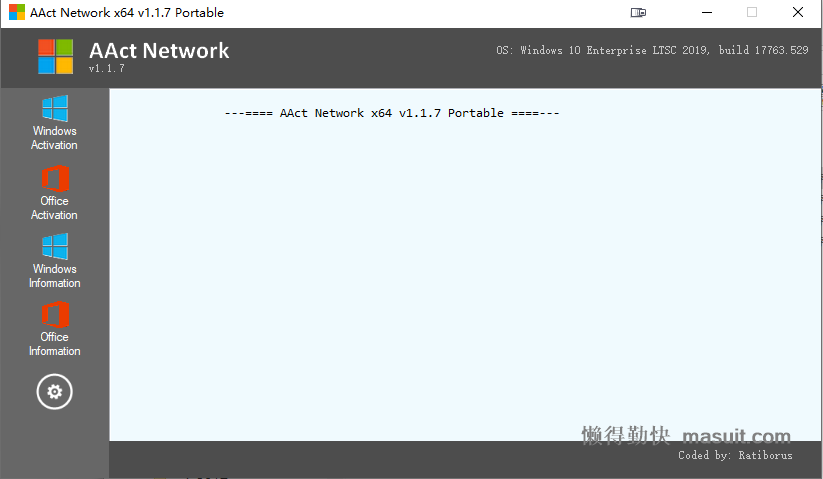 AAct Network x64 v1.1.7 Portable
AAct Network
v1.1.7
OS: Windows 10 Enterprise LTSC 2019, build 17763.529
Windows
Activation
Office
Activation
Windows
Information
Office
Information
---==== AAct Network x64 v1.1.7 Portable ====---
懒得勤快 masuit.com
Coded by: Ratiborus